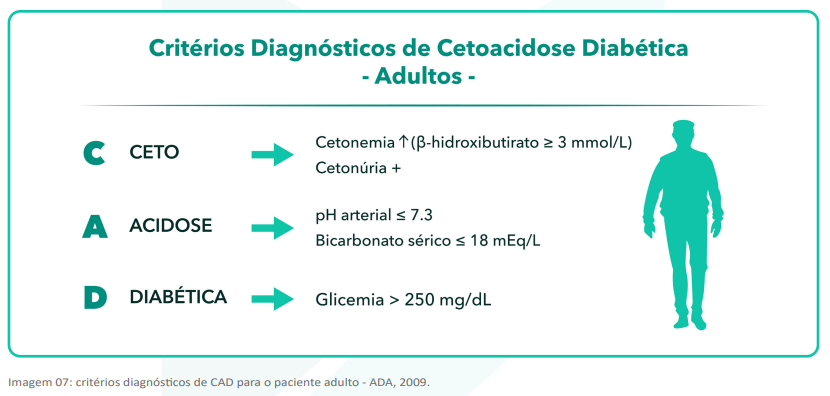 Critérios Diagnósticos de Cetoacidose Diabética
- Adultos -
C CETO
Cetonemia ↑(β-hidroxibutirato ≥ 3 mmol/L)
Cetonúria +
A ACIDOSE
pH arterial ≤ 7.3
Bicarbonato sérico ≤ 18 mEq/L
D DIABÉTICA
Glicemia > 250 mg/dL
Imagem 07: critérios diagnósticos de CAD para o paciente adulto - ADA, 2009.